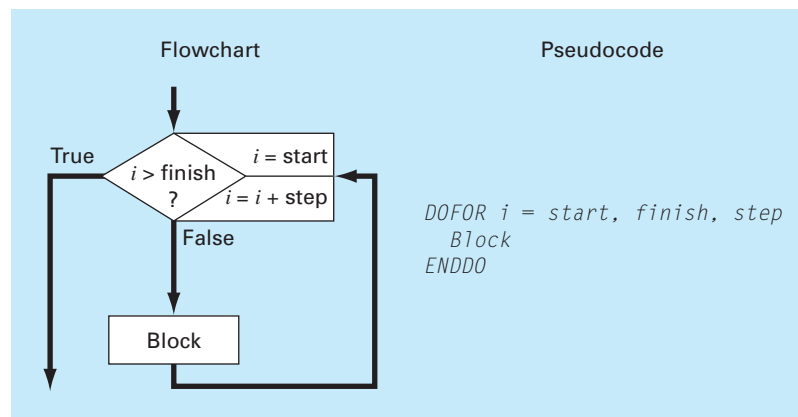 Flowchart
Pseudocode
True
i > finish
?
i = start
i = i + step
False
Block
DOFOR i = start, finish, step
Block
ENDDO